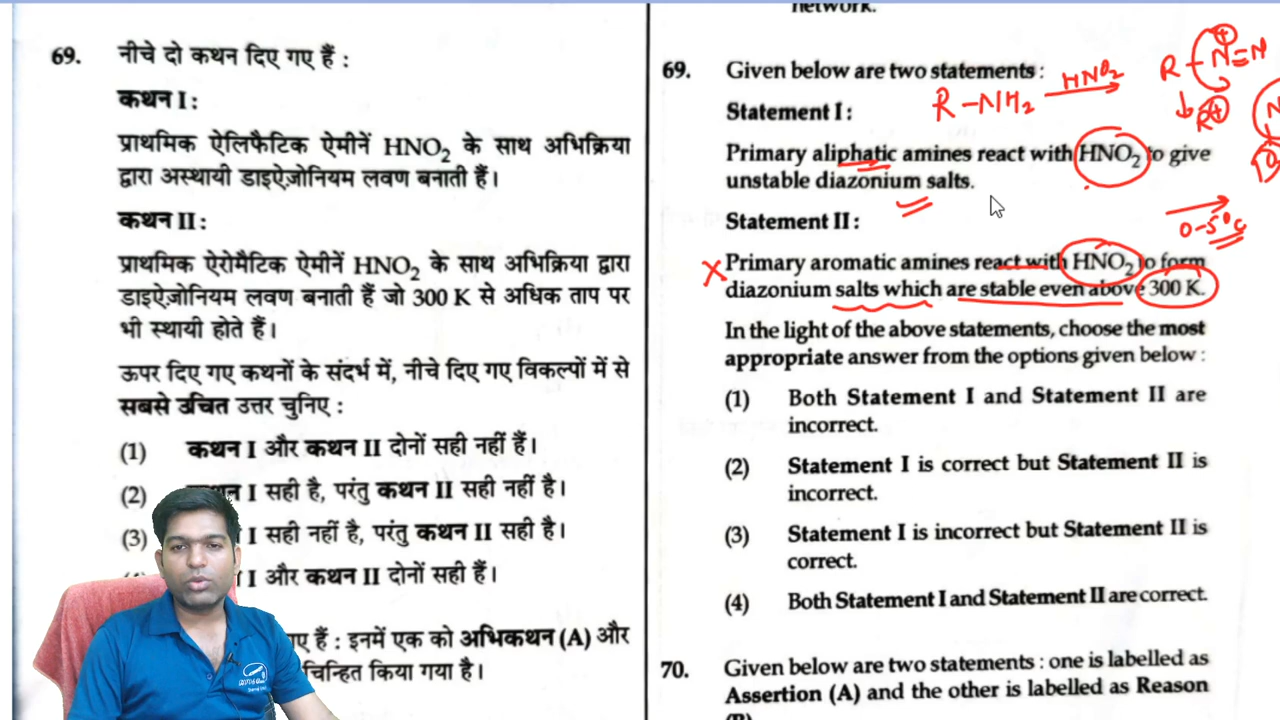 69.
नीचे दो कथन दिए गए हैं :
कथन I :
प्राथमिक ऐलिफैटिक ऐमीनें HNO₂ के साथ अभिक्रिया
द्वारा अस्थायी डाइऐज़ोनियम लवण बनाती हैं।
कथन II :
प्राथमिक ऐरोमैटिक ऐमीनें HNO₂ के साथ अभिक्रिया द्वारा
डाइऐज़ोनियम लवण बनाती हैं जो 300 K से अधिक ताप पर
भी स्थायी होते हैं।
ऊपर दिए गए कथनों के संदर्भ में, नीचे दिए गए विकल्पों में से
सबसे उचित उत्तर चुनिए :
(1) कथन I और कथन II दोनों सही नहीं हैं।
(2) I सही है, परंतु कथन II सही नहीं है।
(3) I सही नहीं है, परंतु कथन II सही है।
I और कथन II दोनों सही हैं।
हैं : इनमें एक को अभिकथन (A) और
चिन्हित किया गया है।
network.
69. Given below are two statements :
R-NH₂ HNO₂ R-N≡N
R⊕
Statement I :
Primary aliphatic amines react with HNO₂ to give
unstable diazonium salts.
Statement II :
0-5°C
Primary aromatic amines react with HNO₂ to form
diazonium salts which are stable even above 300 K.
In the light of the above statements, choose the most
appropriate answer from the options given below :
(1) Both Statement I and Statement II are
incorrect.
(2) Statement I is correct but Statement II is
incorrect.
(3) Statement I is incorrect but Statement II is
correct.
(4) Both Statement I and Statement II are correct.
70. Given below are two statements : one is labelled as
Assertion (A) and the other is labelled as Reason